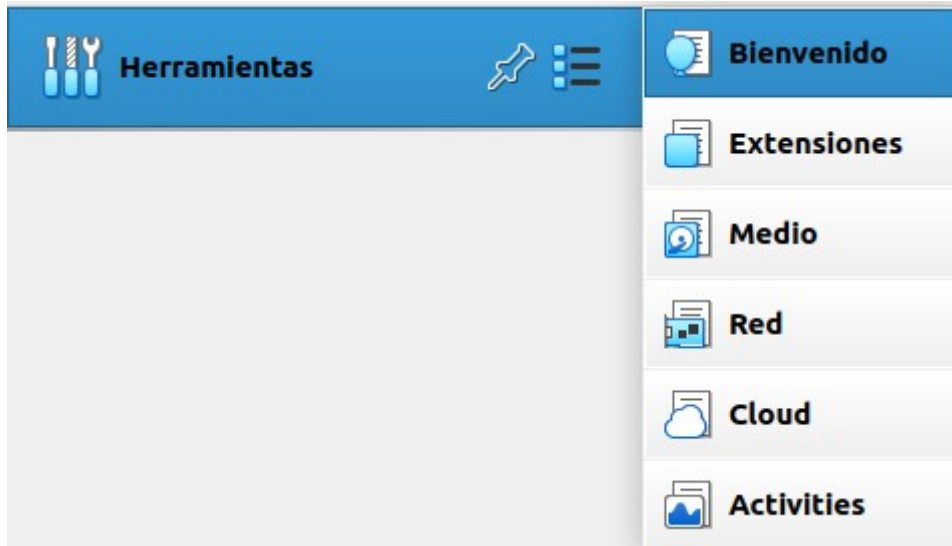 Herramientas
Bienvenido
Extensiones
Medio
Red
Cloud
Activities